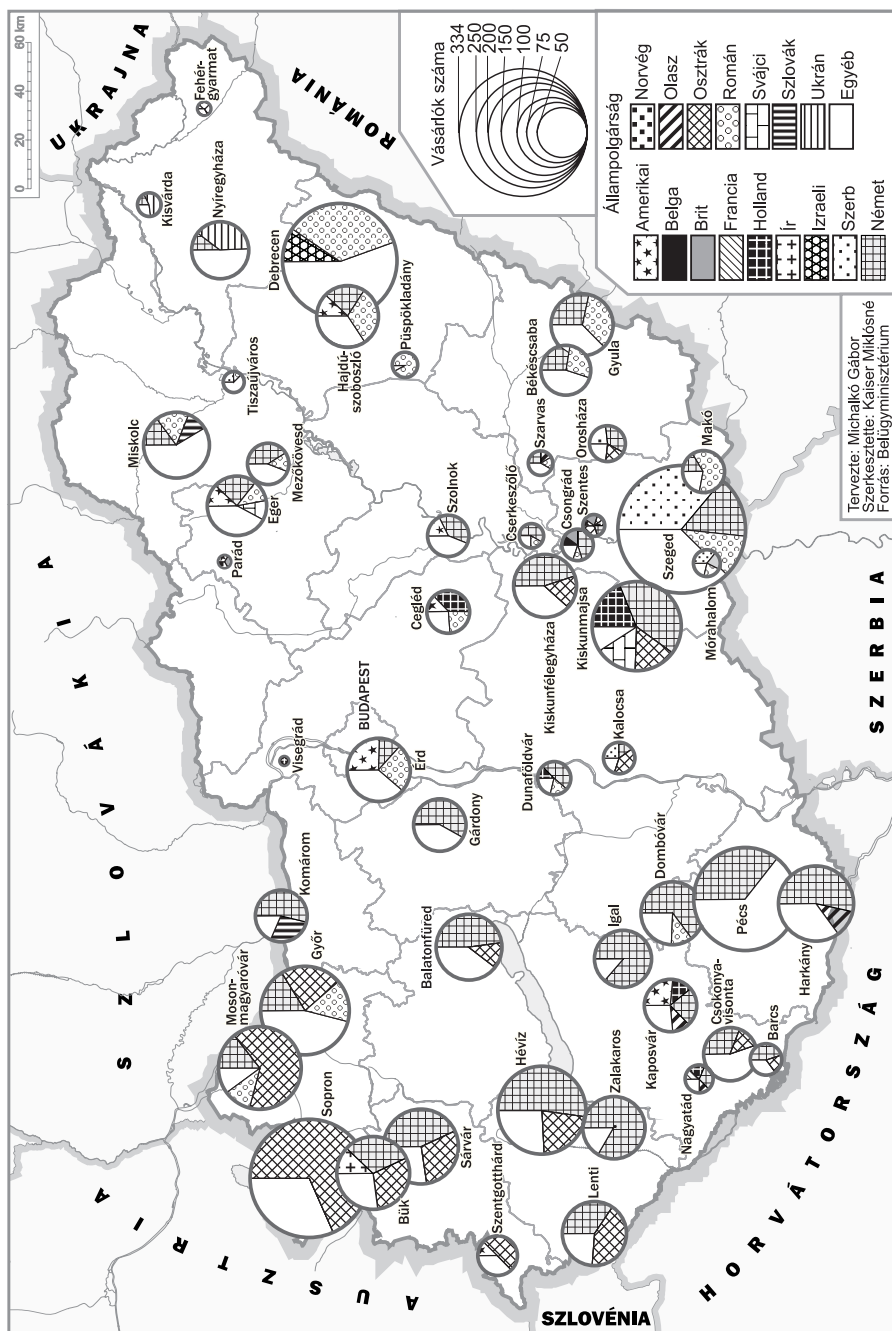 0 20 40 60 km
UKRAJNA
ROMÁNIA
SZLOVÁKIA
AUSZTRIA
SZLOVÉNIA
HORVÁTORSZÁG
SZERBIA
Fehér-
gyarmat
Kisvárda
Nyíregyháza
Debrecen
Hajdú-
szoboszló
Püspökladány
Tiszaújváros
Miskolc
Mezőkövesd
Eger
Parád
Szolnok
Cegléd
BUDAPEST
Érd
Visegrád
Gárdony
Komárom
Győr
Moson-
magyaróvár
Sopron
Bük
Sárvár
Szentgotthárd
Lenti
Zalakaros
Hévíz
Balatonfüred
Igal
Kaposvár
Nagyatád
Csokonya-
visonta
Barcs
Harkány
Pécs
Dombóvár
Dunaföldvár
Kalocsa
Kiskunfélegyháza
Kiskunmajsa
Mórahalom
Szeged
Makó
Csongrád
Szentes
Cserkeszőlő
Szarvas
Orosháza
Békéscsaba
Gyula
Vásárlók száma
334
250
200
150
100
75
50
Állampolgárság
Amerikai
Belga
Brit
Francia
Holland
Ír
Izraeli
Szerb
Német
Norvég
Olasz
Osztrák
Román
Svájci
Szlovák
Ukrán
Egyéb
Tervezte: Michalkó Gábor
Szerkesztette: Kaiser Miklósné
Forrás: Belügyminisztérium